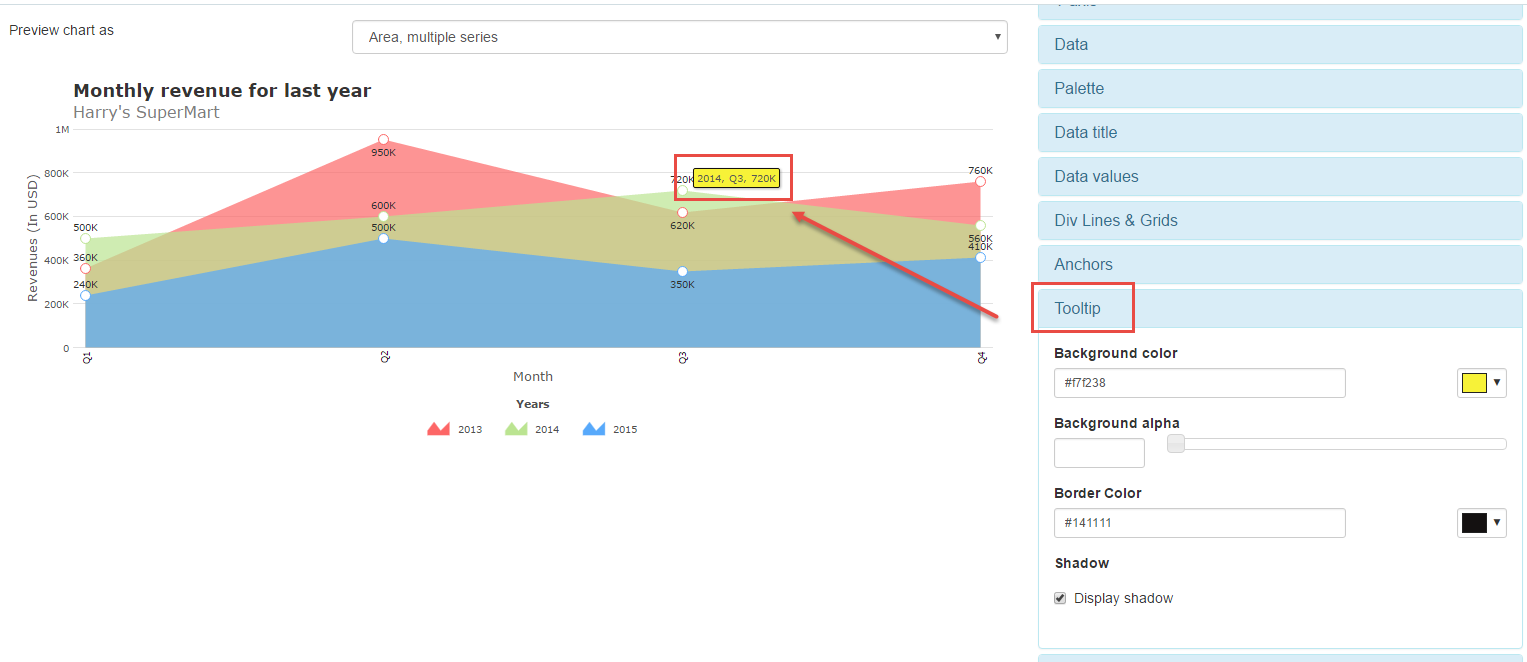 Preview chart as
Area, multiple series
Monthly revenue for last year
Harry's SuperMart
Revenues (In USD)
1M
800K
600K
400K
200K
0
500K
360K
240K
950K
600K
500K
720K
2014, Q3, 720K
620K
350K
760K
560K
410K
Q1
Q2
Q3
Q4
Month
Years
2013
2014
2015
Data
Palette
Data title
Data values
Div Lines & Grids
Anchors
Tooltip
Background color
#f7f238
Background alpha
Border Color
#141111
Shadow
Display shadow